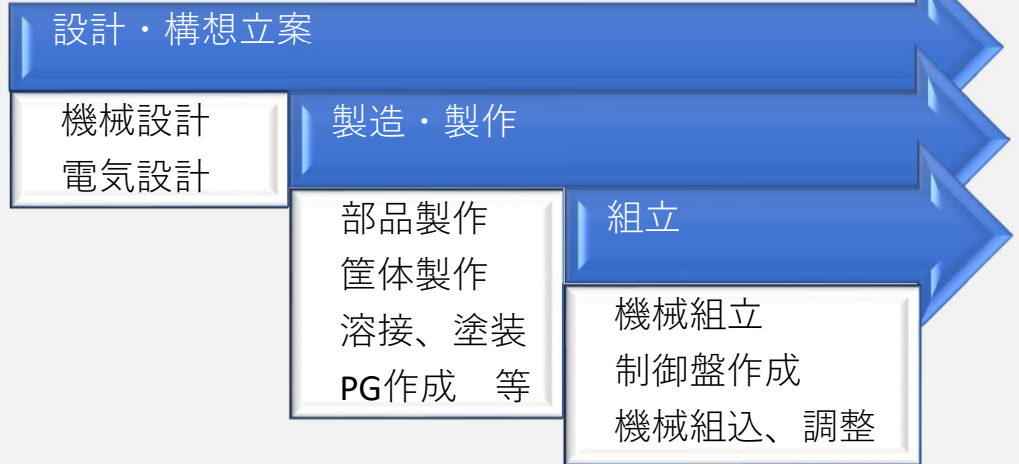 設計・構想立案
機械設計
電気設計
製造・製作
部品製作
筐体製作
溶接、塗装
PG作成　等
組立
機械組立
制御盤作成
機械組込、調整